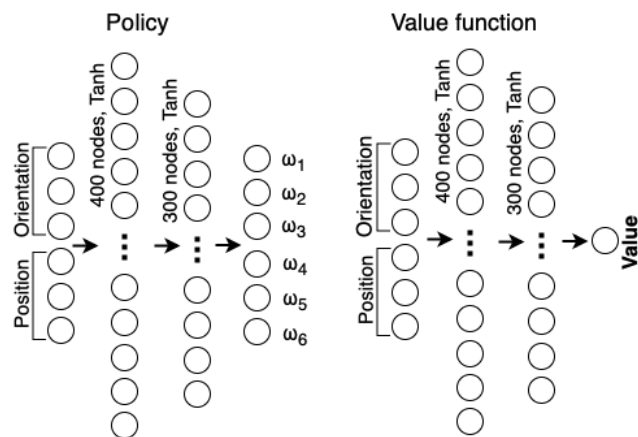 Policy
Orientation
Position
400 nodes, Tanh
300 nodes, Tanh
ω₁
ω₂
ω₃
ω₄
ω₅
ω₆
Value function
Orientation
Position
400 nodes, Tanh
300 nodes, Tanh
Value